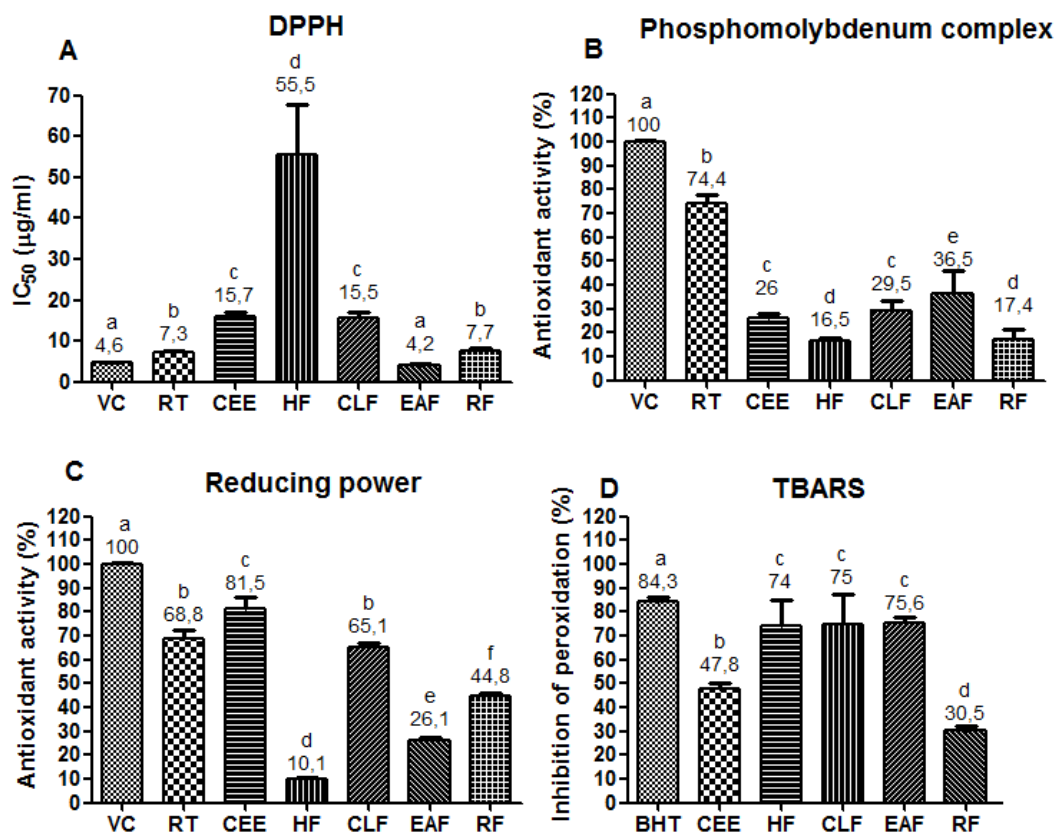 A
DPPH
IC50 (µg/ml)
70
60
50
40
30
20
10
0
a
4,6
b
7,3
c
15,7
d
55,5
c
15,5
a
4,2
b
7,7
VC RT CEE HF CLF EAF RF
B
Phosphomolybdenum complex
Antioxidant activity (%)
120
110
100
90
80
70
60
50
40
30
20
10
0
a
100
b
74,4
c
26
d
16,5
c
29,5
e
36,5
d
17,4
VC RT CEE HF CLF EAF RF
C
Reducing power
Antioxidant activity (%)
120
110
100
90
80
70
60
50
40
30
20
10
0
a
100
b
68,8
c
81,5
d
10,1
b
65,1
e
26,1
f
44,8
VC RT CEE HF CLF EAF RF
D
TBARS
Inhibition of peroxidation (%)
120
110
100
90
80
70
60
50
40
30
20
10
0
a
84,3
b
47,8
c
74
c
75
c
75,6
d
30,5
BHT CEE HF CLF EAF RF